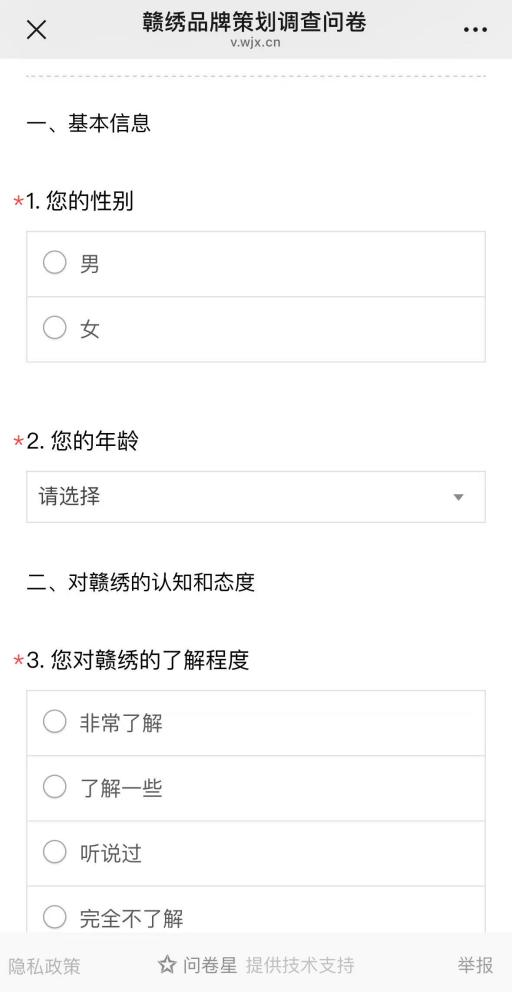 赣绣品牌策划调查问卷
v.wjx.cn
一、基本信息
*1. 您的性别
男
女
*2. 您的年龄
请选择
二、对赣绣的认知和态度
*3. 您对赣绣的了解程度
非常了解
了解一些
听说过
完全不了解
隐私政策 问卷星 提供技术支持 举报